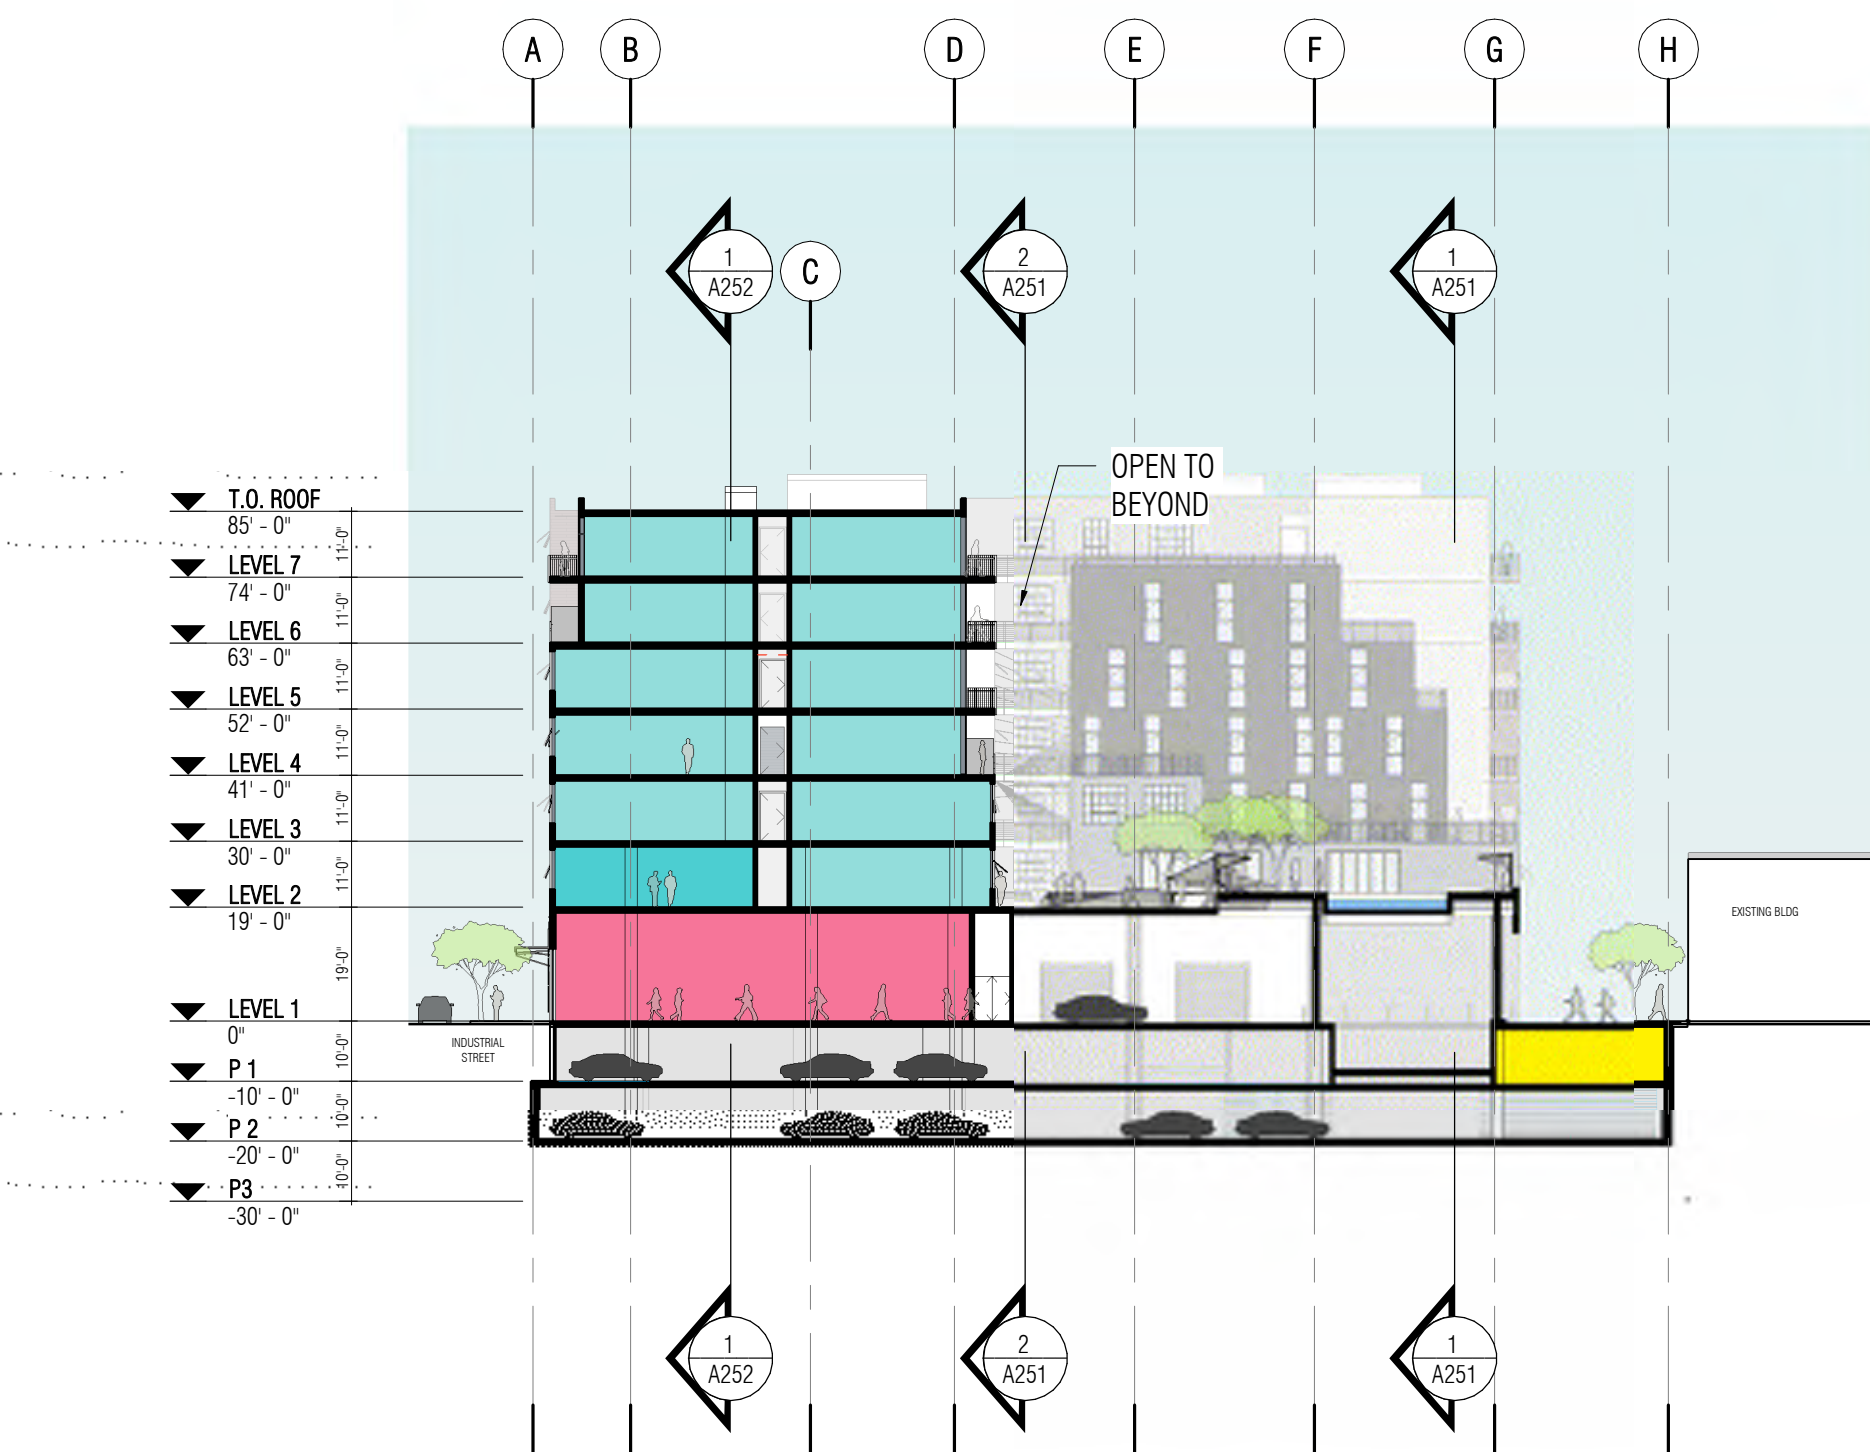 A B D E F G H
1
A252
C
2
A251
1
A251
OPEN TO
BEYOND
T.O. ROOF
85' - 0"
11'-0"
LEVEL 7
74' - 0"
11'-0"
LEVEL 6
63' - 0"
11'-0"
LEVEL 5
52' - 0"
11'-0"
LEVEL 4
41' - 0"
11'-0"
LEVEL 3
30' - 0"
11'-0"
LEVEL 2
19' - 0"
19'-0"
EXISTING BLDG
LEVEL 1
0"
INDUSTRIAL
STREET
10'-0"
P 1
-10' - 0"
10'-0"
P 2
-20' - 0"
10'-0"
P3
-30' - 0"
1
A252
2
A251
1
A251